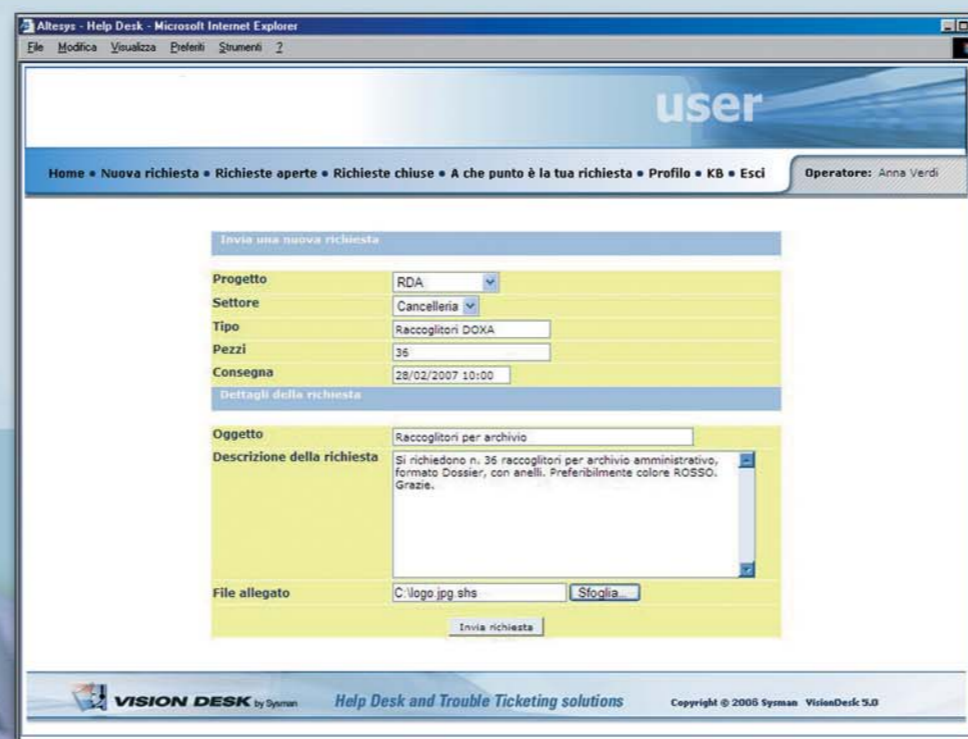 Altesys - Help Desk - Microsoft Internet Explorer
File Modifica Visualizza Preferiti Strumenti ?
user
Home • Nuova richiesta • Richieste aperte • Richieste chiuse • A che punto è la tua richiesta • Profilo • KB • Esci
Operatore: Anna Verdi
Invia una nuova richiesta
Progetto RDA
Settore Cancelleria
Tipo Raccoglitori DOXA
Pezzi 36
Consegna 28/02/2007 10:00
Dettagli della richiesta
Oggetto Raccoglitori per archivio
Descrizione della richiesta Si richiedono n. 36 raccoglitori per archivio amministrativo,
formato Dossier, con anelli. Preferibilmente colore ROSSO.
Grazie.
File allegato C:\logo.jpg.shs Sfoglia...
Invia richiesta
VISION DESK by Sysman Help Desk and Trouble Ticketing solutions Copyright © 2006 Sysman VisionDesk 5.0